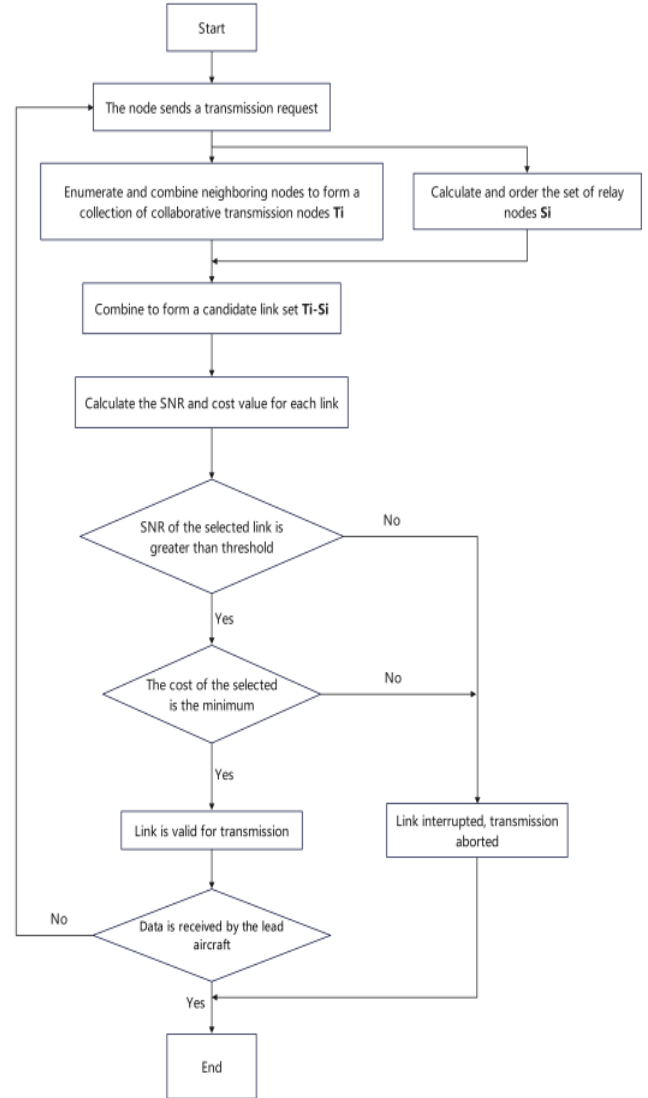 Start
The node sends a transmission request
Enumerate and combine neighboring nodes to form a
collection of collaborative transmission nodes Ti
Calculate and order the set of relay
nodes Si
Combine to form a candidate link set Ti-Si
Calculate the SNR and cost value for each link
SNR of the selected link is
greater than threshold
No
Yes
The cost of the selected
is the minimum
No
Yes
Link is valid for transmission
Link interrupted, transmission
aborted
Data is received by the lead
aircraft
No
Yes
End